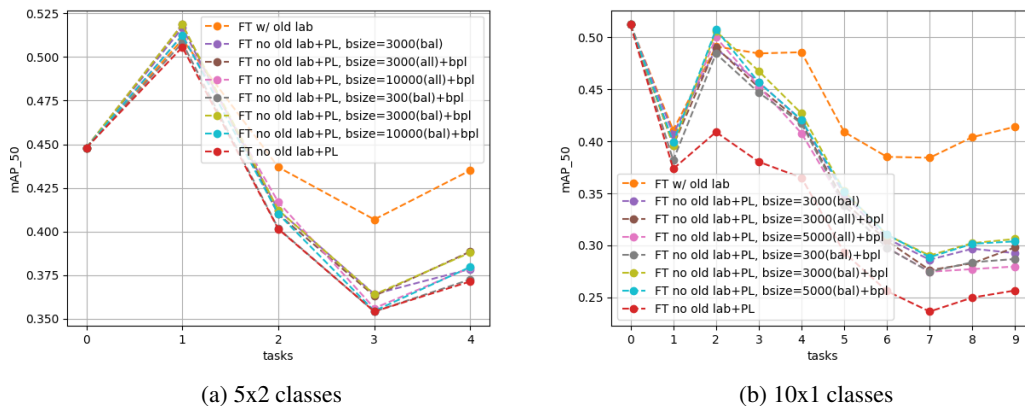 0.525
0.500
0.475
0.450
0.425
0.400
0.375
0.350
mAP_50
FT w/ old lab
FT no old lab+PL, bsize=3000(bal)
FT no old lab+PL, bsize=3000(all)+bpl
FT no old lab+PL, bsize=10000(all)+bpl
FT no old lab+PL, bsize=300(bal)+bpl
FT no old lab+PL, bsize=3000(bal)+bpl
FT no old lab+PL, bsize=10000(bal)+bpl
FT no old lab+PL
0 1 2 3 4
tasks
(a) 5x2 classes
0.50
0.45
0.40
0.35
0.30
0.25
mAP_50
FT w/ old lab
FT no old lab+PL, bsize=3000(bal)
FT no old lab+PL, bsize=3000(all)+bpl
FT no old lab+PL, bsize=5000(all)+bpl
FT no old lab+PL, bsize=300(bal)+bpl
FT no old lab+PL, bsize=3000(bal)+bpl
FT no old lab+PL, bsize=5000(bal)+bpl
FT no old lab+PL
0 1 2 3 4 5 6 7 8 9
tasks
(b) 10x1 classes